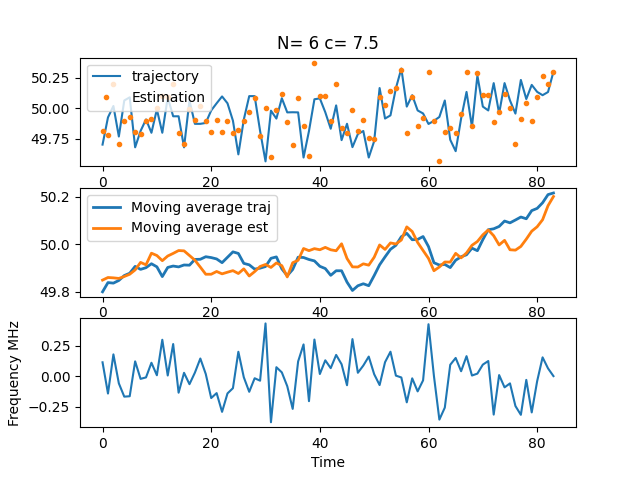 N= 6 c= 7.5
trajectory
Estimation
50.25
50.00
49.75
0 20 40 60 80
Moving average traj
Moving average est
50.2
50.0
49.8
0 20 40 60 80
Frequency MHz
0.25
0.00
−0.25
0 20 40 60 80
Time